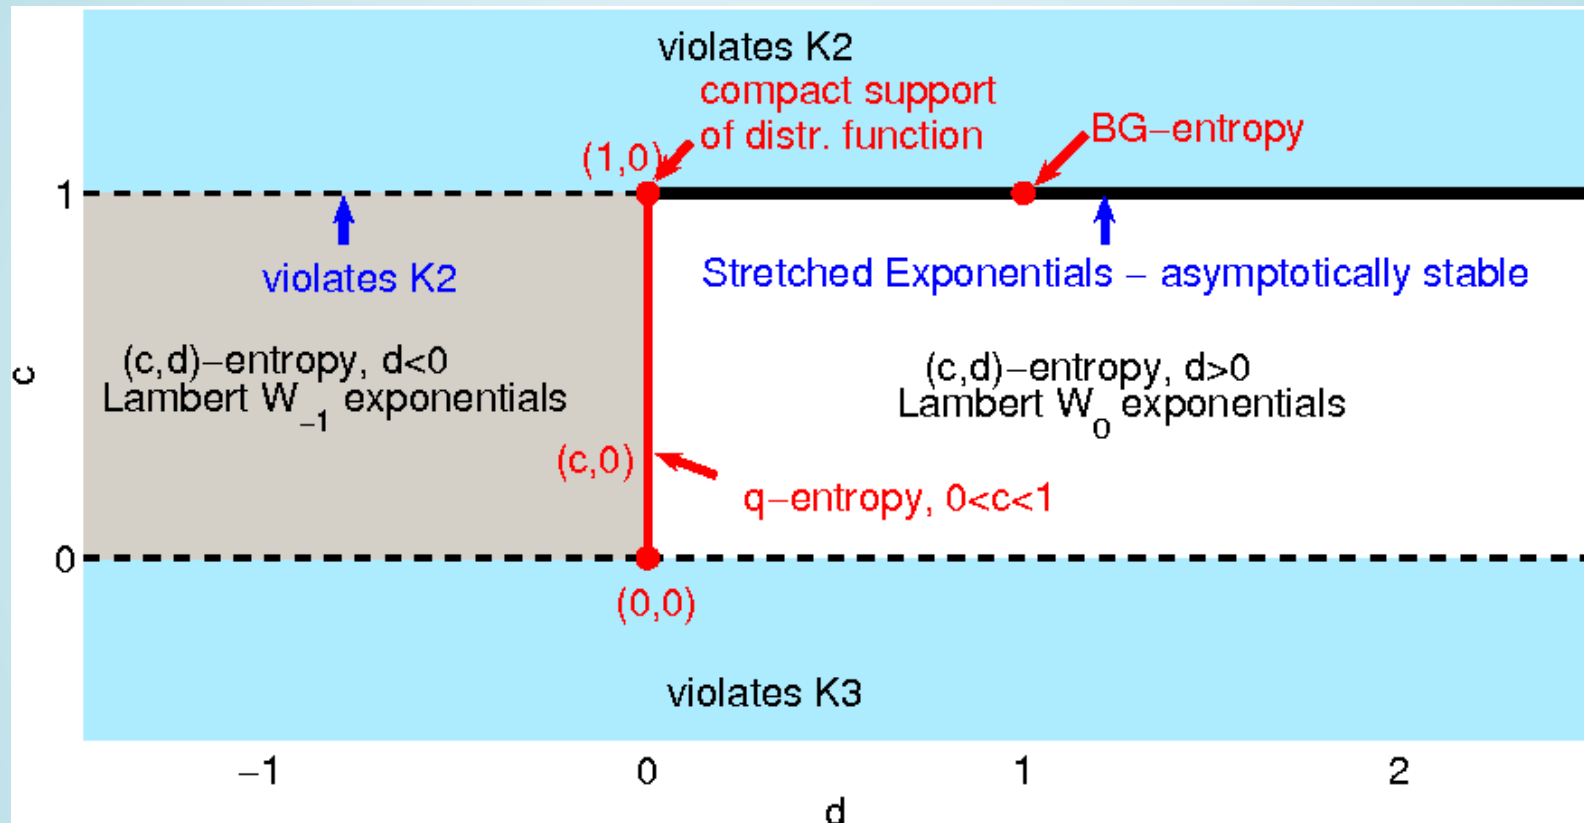 violates K2
compact support
of distr. function
BG−entropy
(1,0)
1
violates K2
Stretched Exponentials − asymptotically stable
(c,d)−entropy, d<0
Lambert W_{-1} exponentials
(c,d)−entropy, d>0
Lambert W_0 exponentials
c
(c,0)
q−entropy, 0<c<1
0
(0,0)
violates K3
−1
0
1
2
d